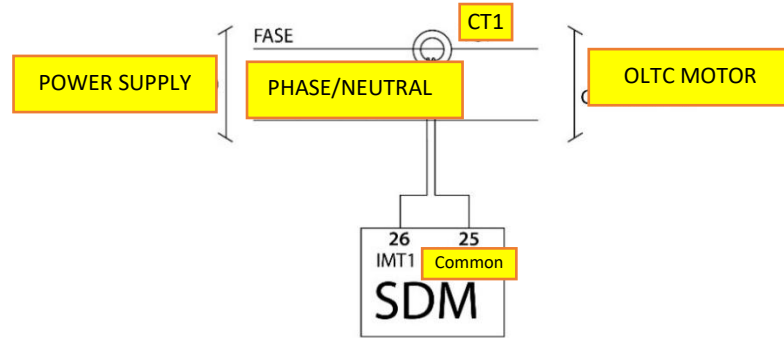 CT1
FASE
POWER SUPPLY
PHASE/NEUTRAL
OLTC MOTOR
26 25
IMT1 Common
SDM